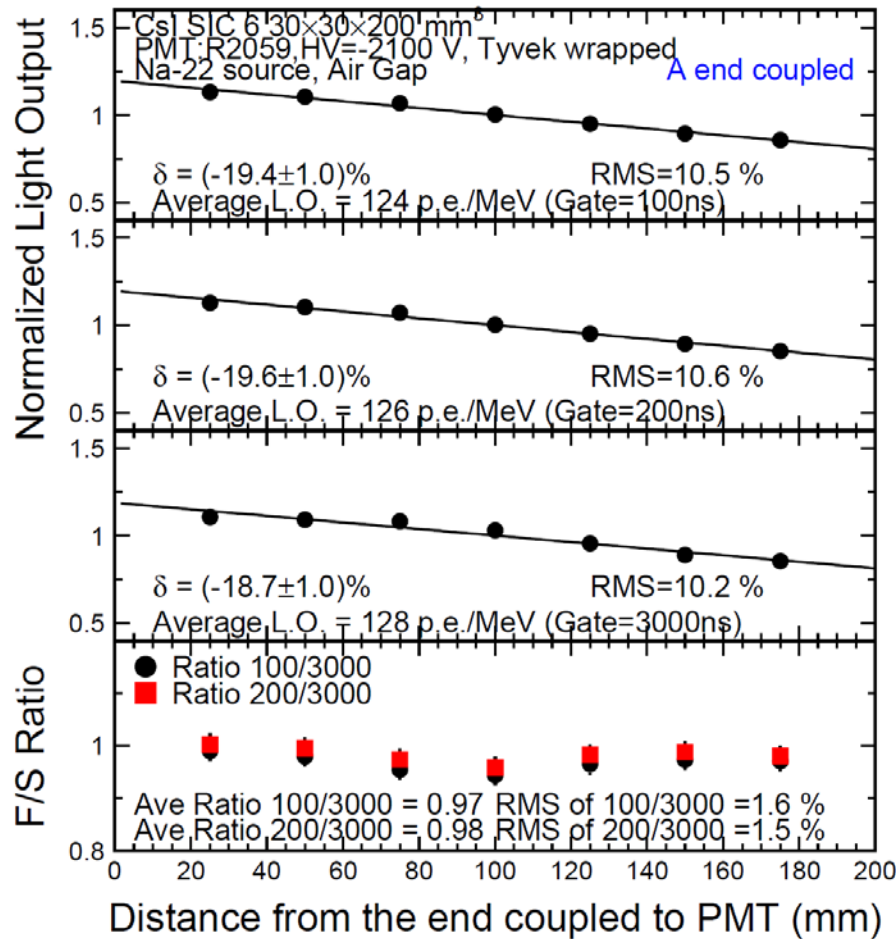 CsI SIC 6 30×30×200 mm³
PMT:R2059,HV=-2100 V, Tyvek wrapped
Na-22 source, Air Gap
A end coupled
δ = (-19.4±1.0)%
RMS=10.5 %
Average L.O. = 124 p.e./MeV (Gate=100ns)
1.5
1
0.5
δ = (-19.6±1.0)%
RMS=10.6 %
Average L.O. = 126 p.e./MeV (Gate=200ns)
1.5
1
0.5
δ = (-18.7±1.0)%
RMS=10.2 %
Average L.O. = 128 p.e./MeV (Gate=3000ns)
1.5
1
0.5
Normalized Light Output
Ratio 100/3000
Ratio 200/3000
Ave Ratio 100/3000 = 0.97 RMS of 100/3000 =1.6 %
Ave Ratio 200/3000 = 0.98 RMS of 200/3000 =1.5 %
1
0.8
F/S Ratio
0 20 40 60 80 100 120 140 160 180 200
Distance from the end coupled to PMT (mm)